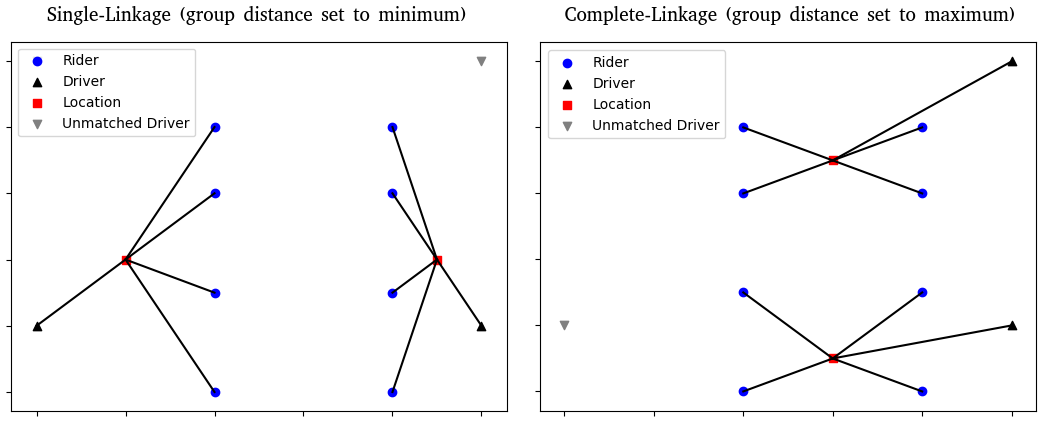 Single-Linkage (group distance set to minimum)
Rider
Driver
Location
Unmatched Driver
Complete-Linkage (group distance set to maximum)
Rider
Driver
Location
Unmatched Driver